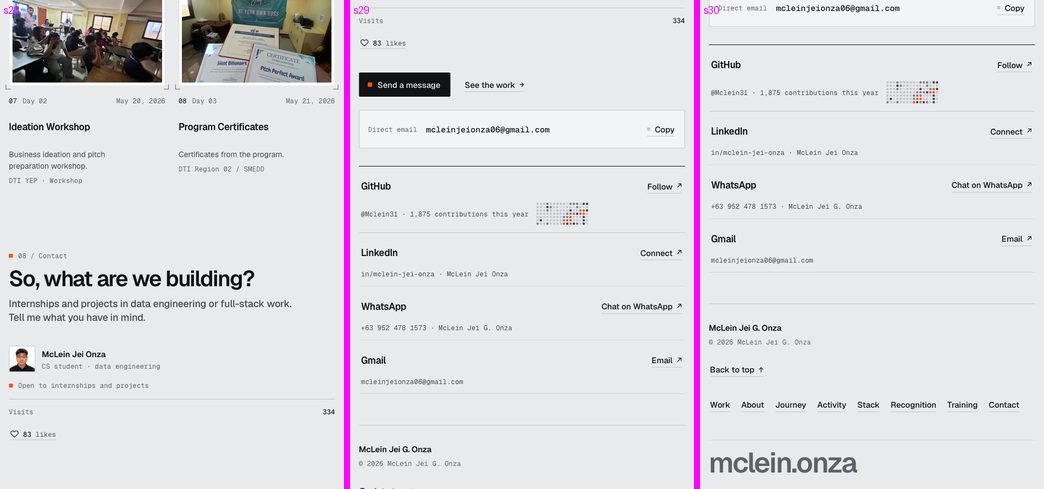 s28
07 Day 02
May 20, 2026
08 Day 03
May 21, 2026
Ideation Workshop
Program Certificates
Business ideation and pitch
preparation workshop.
Certificates from the program.
DTI YEP · Workshop
DTI Region 02 / SMEDD
08 / Contact
So, what are we building?
Internships and projects in data engineering or full-stack work.
Tell me what you have in mind.
McLein Jei Onza
CS student · data engineering
Open to internships and projects
Visits 334
83 likes
s29
Visits 334
83 likes
Send a message
See the work →
Direct email mcleinjeionza06@gmail.com Copy
GitHub
Follow ↗
@Mclein31 · 1,875 contributions this year
LinkedIn
Connect ↗
in/mclein-jei-onza · McLein Jei Onza
WhatsApp
Chat on WhatsApp ↗
+63 952 478 1573 · McLein Jei G. Onza
Gmail
Email ↗
mcleinjeionza06@gmail.com
McLein Jei G. Onza
© 2026 McLein Jei G. Onza
s30
Direct email mcleinjeionza06@gmail.com Copy
GitHub
Follow ↗
@Mclein31 · 1,875 contributions this year
LinkedIn
Connect ↗
in/mclein-jei-onza · McLein Jei Onza
WhatsApp
Chat on WhatsApp ↗
+63 952 478 1573 · McLein Jei G. Onza
Gmail
Email ↗
mcleinjeionza06@gmail.com
McLein Jei G. Onza
© 2026 McLein Jei G. Onza
Back to top ↑
Work About Journey Activity Stack Recognition Training Contact
mclein.onza